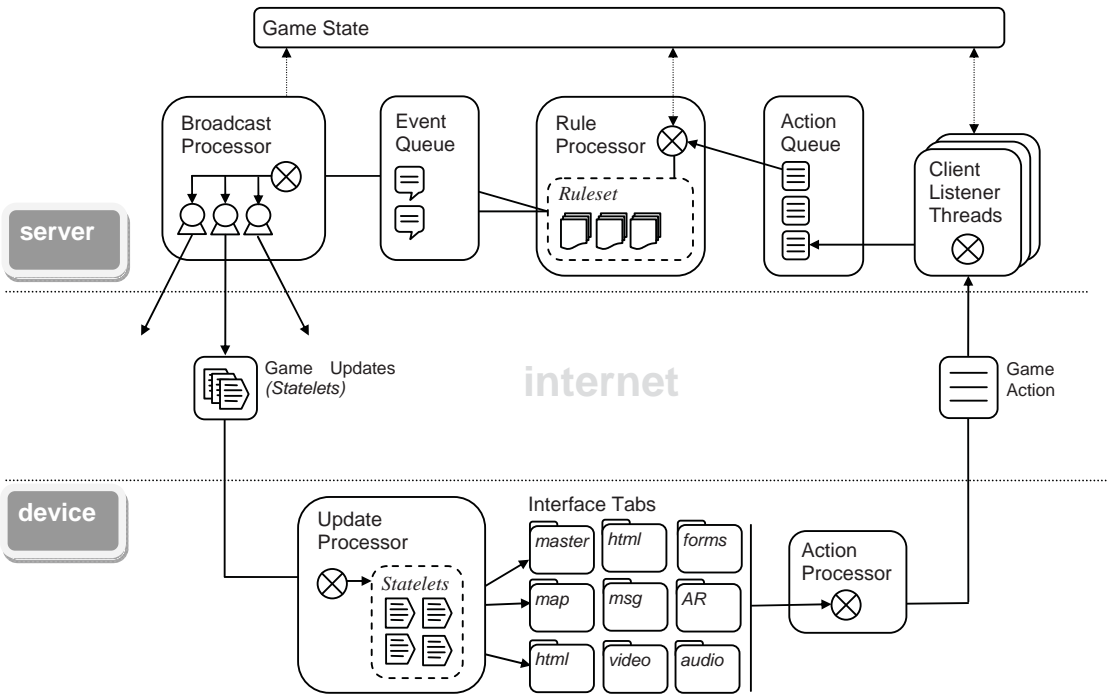 Game State
Broadcast
Processor
Event
Queue
Rule
Processor
Ruleset
Action
Queue
Client
Listener
Threads
server
Game Updates
(Statelets)
internet
Game
Action
device
Update
Processor
Statelets
Interface Tabs
master
html
forms
map
msg
AR
html
video
audio
Action
Processor